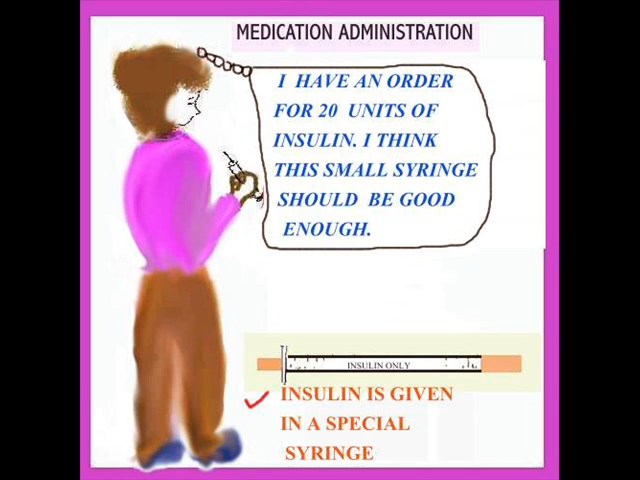 MEDICATION ADMINISTRATION
I HAVE AN ORDER
FOR 20 UNITS OF
INSULIN. I THINK
THIS SMALL SYRINGE
SHOULD BE GOOD
ENOUGH.
INSULIN ONLY
INSULIN IS GIVEN
IN A SPECIAL
SYRINGE